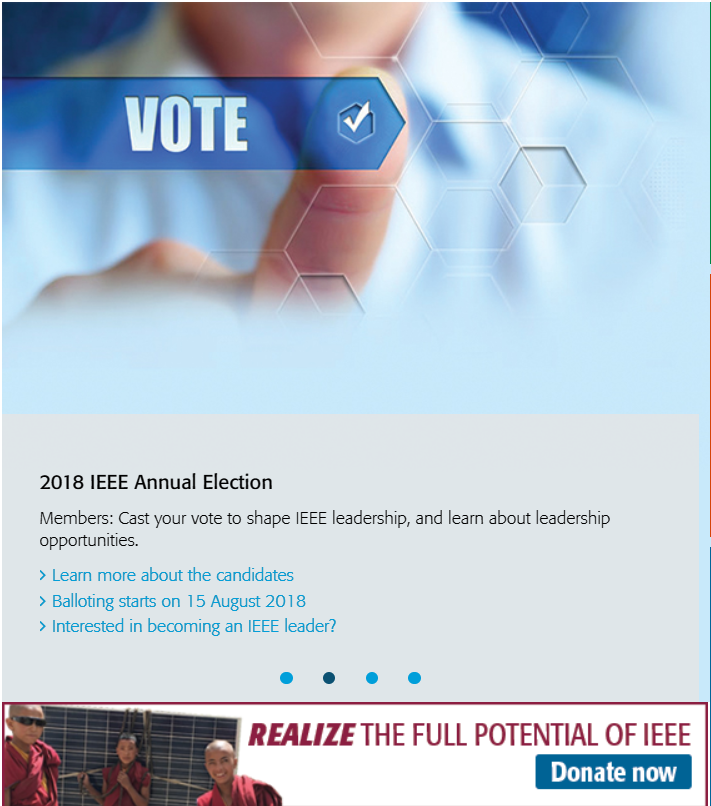 VOTE
2018 IEEE Annual Election
Members: Cast your vote to shape IEEE leadership, and learn about leadership
opportunities.
> Learn more about the candidates
> Balloting starts on 15 August 2018
> Interested in becoming an IEEE leader?
REALIZE THE FULL POTENTIAL OF IEEE
Donate now